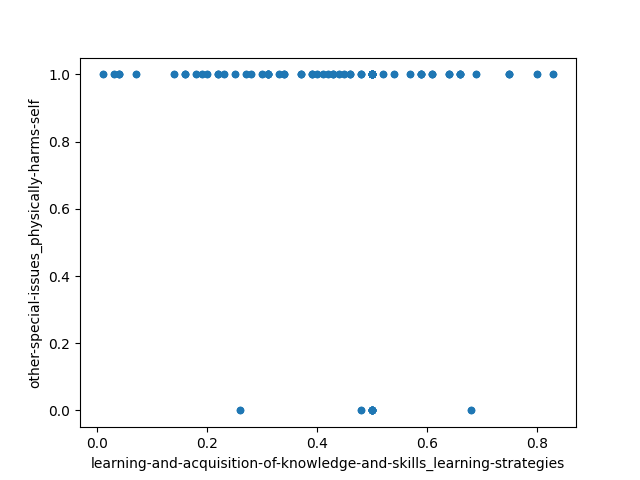 1.0
0.8
0.6
0.4
0.2
0.0
other-special-issues_physically-harms-self
0.0 0.2 0.4 0.6 0.8
learning-and-acquisition-of-knowledge-and-skills_learning-strategies